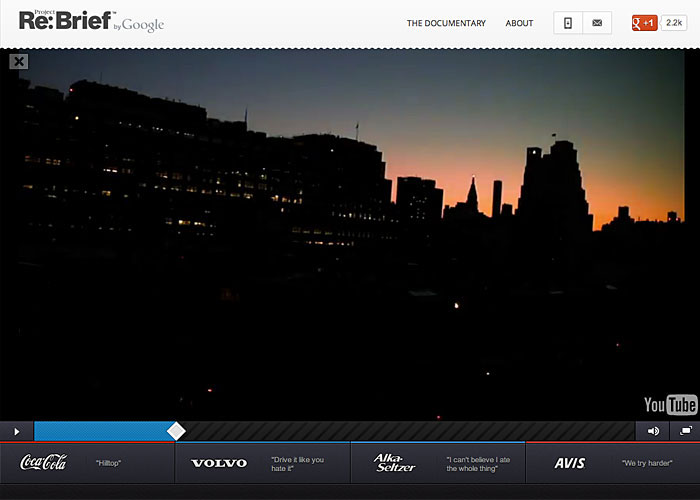 Project
Re:Brief™ by Google
THE DOCUMENTARY
ABOUT
g +1
2.2k
YouTube
Coca-Cola
"Hilltop"
VOLVO
"Drive it like you
hate it"
Alka-
Seltzer
"I can't believe I ate
the whole thing"
AVIS
"We try harder"